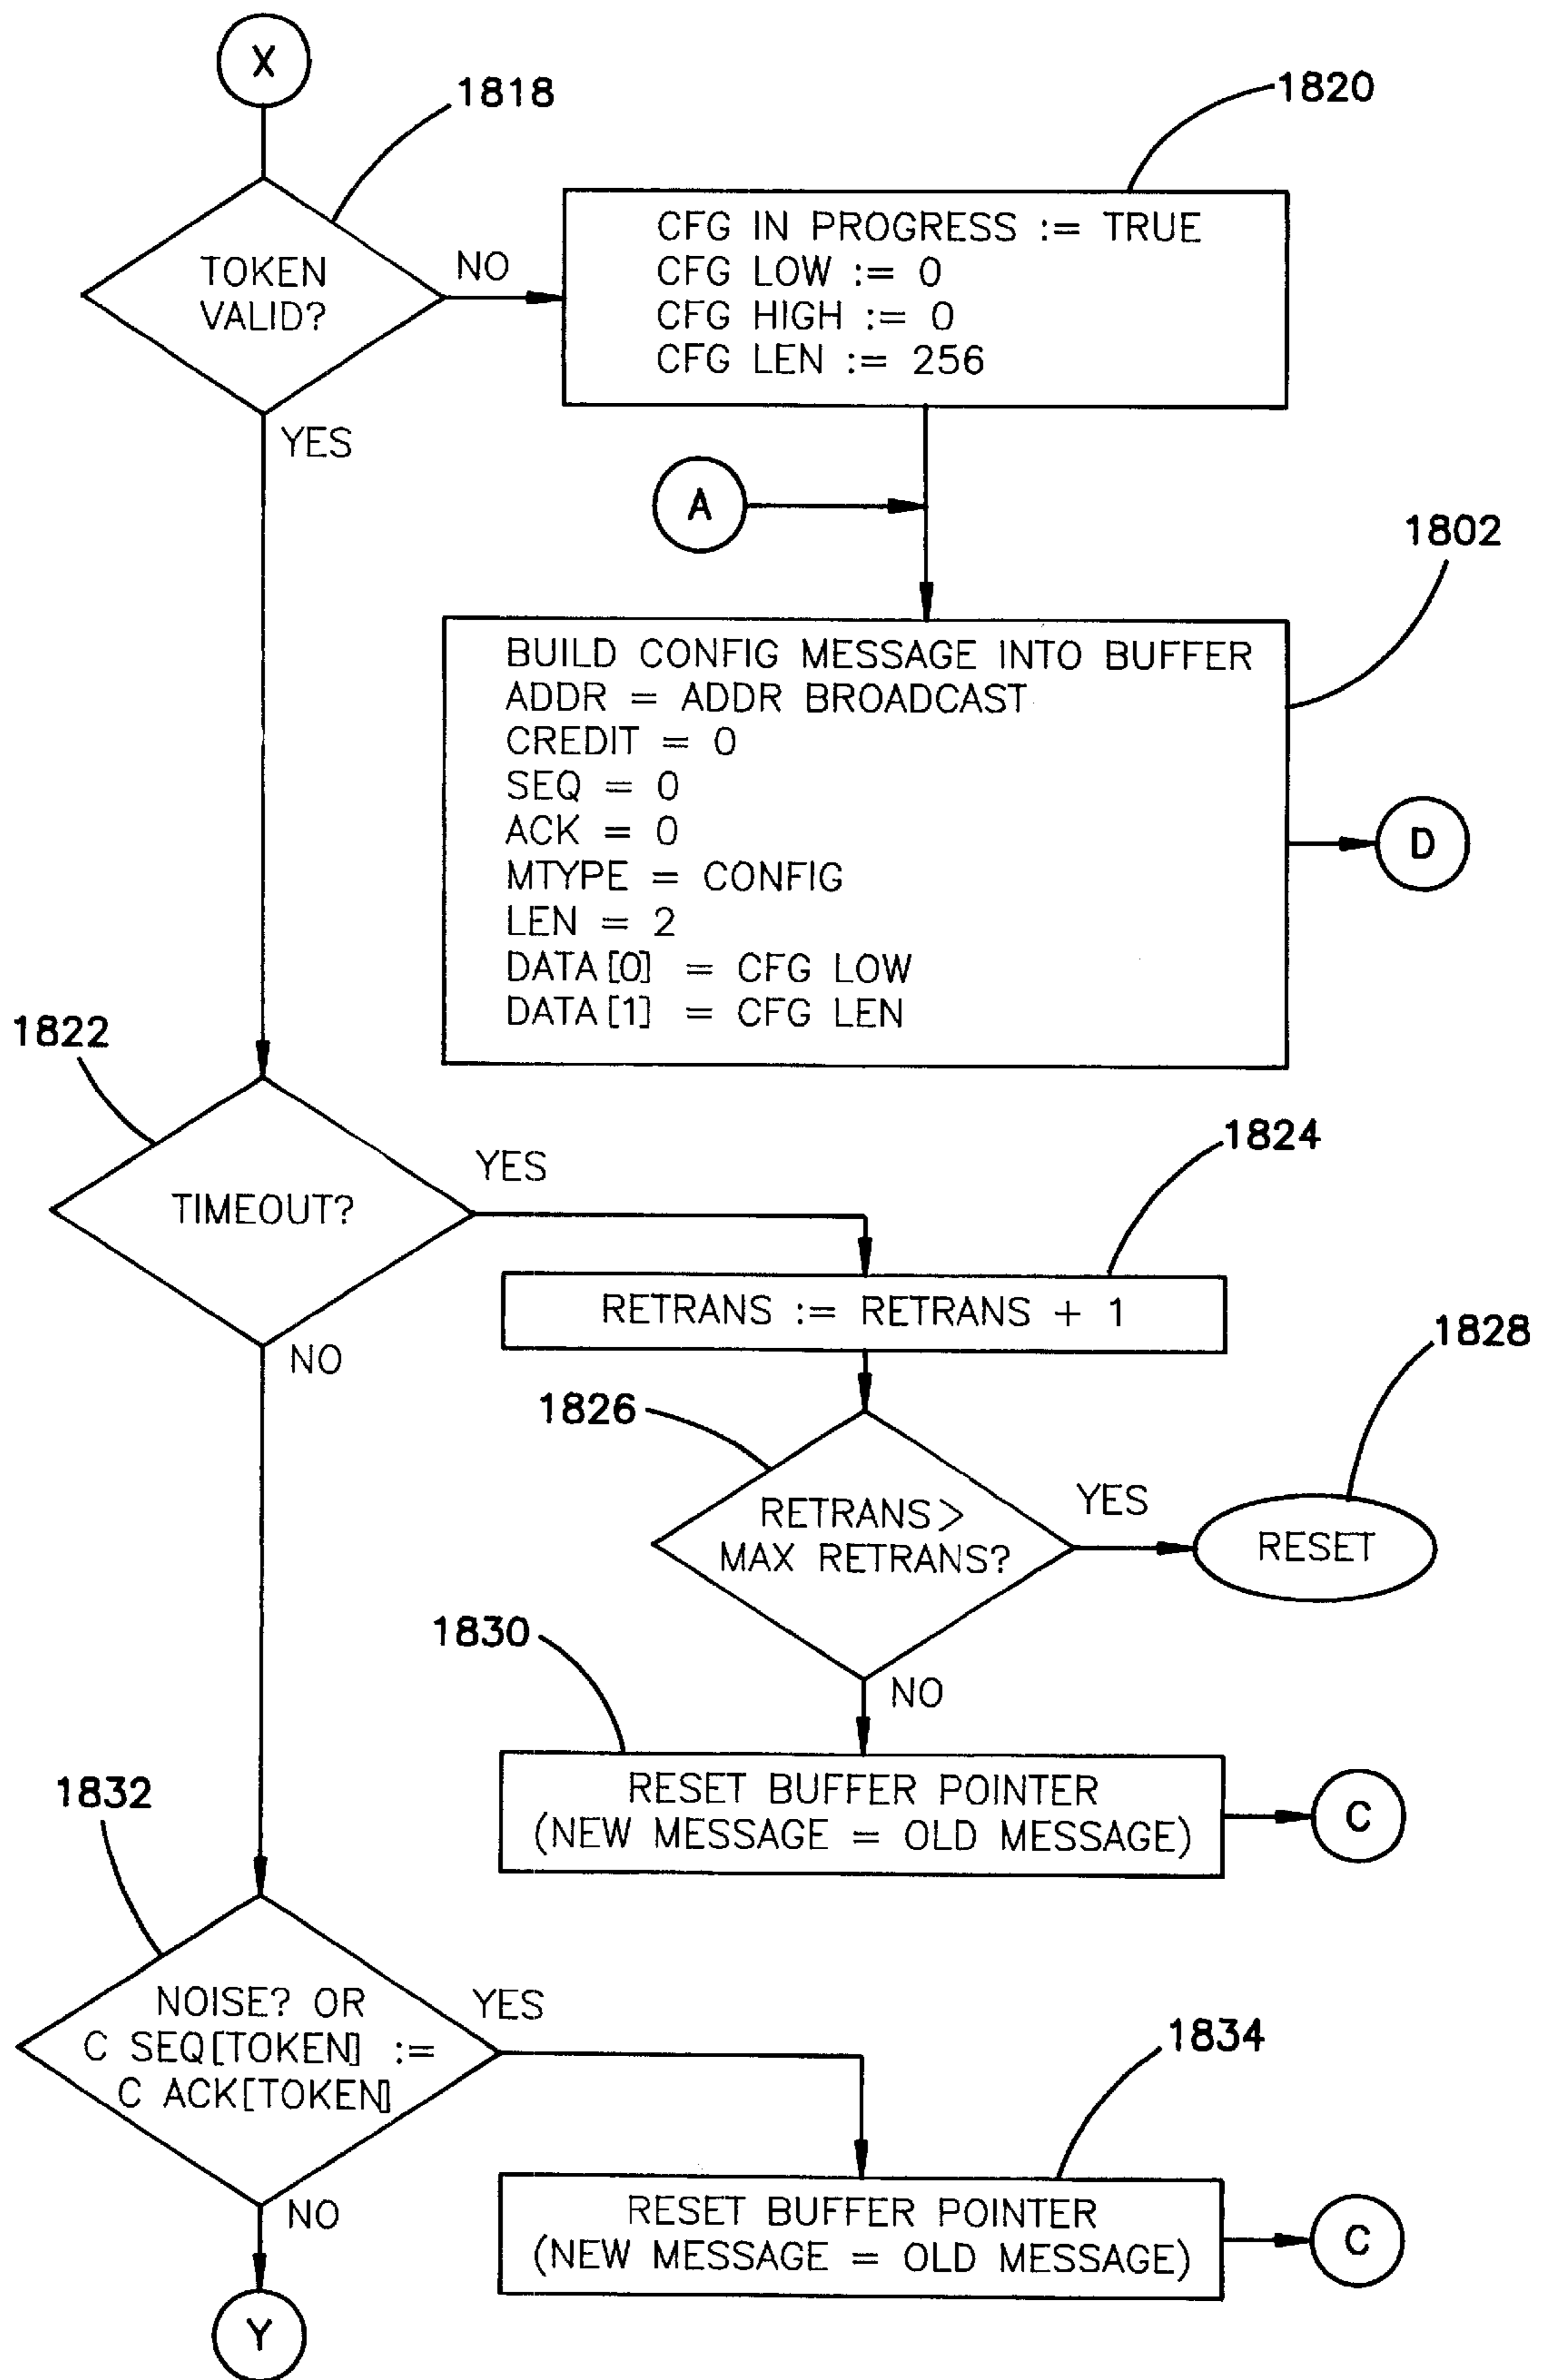 X
1818
1820
TOKEN
VALID?
NO
YES
CFG IN PROGRESS := TRUE
CFG LOW := 0
CFG HIGH := 0
CFG LEN := 256
A
1802
BUILD CONFIG MESSAGE INTO BUFFER
ADDR = ADDR BROADCAST
CREDIT = 0
SEQ = 0
ACK = 0
MTYPE = CONFIG
LEN = 2
DATA[0] = CFG LOW
DATA[1] = CFG LEN
D
1822
TIMEOUT?
YES
NO
1824
RETRANS := RETRANS + 1
1826
RETRANS>
MAX RETRANS?
YES
1828
RESET
NO
1830
RESET BUFFER POINTER
(NEW MESSAGE = OLD MESSAGE)
C
1832
NOISE? OR
C SEQ[TOKEN] :=
C ACK[TOKEN]
YES
NO
1834
RESET BUFFER POINTER
(NEW MESSAGE = OLD MESSAGE)
C
Y